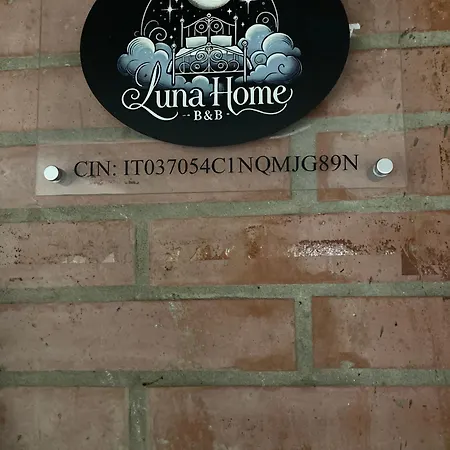 Luna Home
B&B
CIN: IT037054C1NQMJG89N